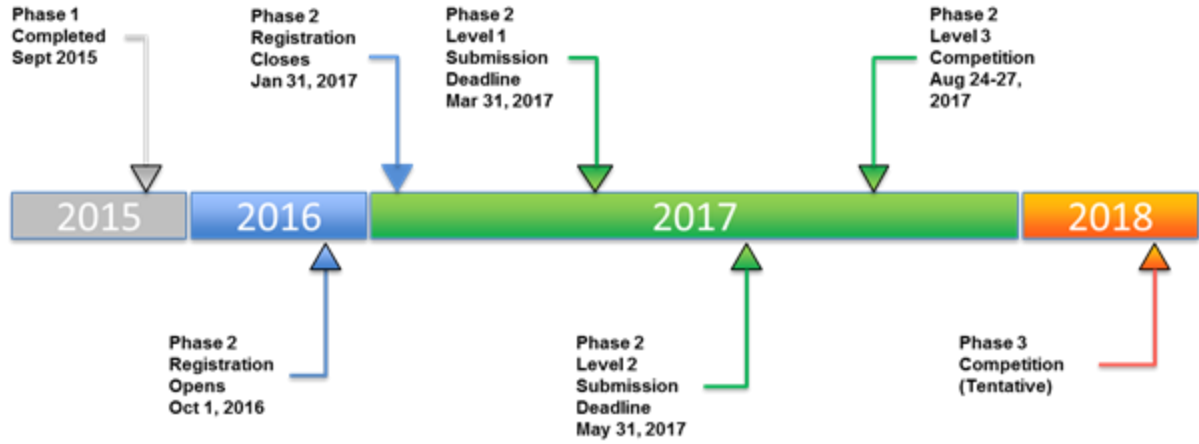 Phase 1
Completed
Sept 2015
Phase 2
Registration
Closes
Jan 31, 2017
Phase 2
Level 1
Submission
Deadline
Mar 31, 2017
Phase 2
Level 3
Competition
Aug 24-27,
2017
2015
2016
2017
2018
Phase 2
Registration
Opens
Oct 1, 2016
Phase 2
Level 2
Submission
Deadline
May 31, 2017
Phase 3
Competition
(Tentative)